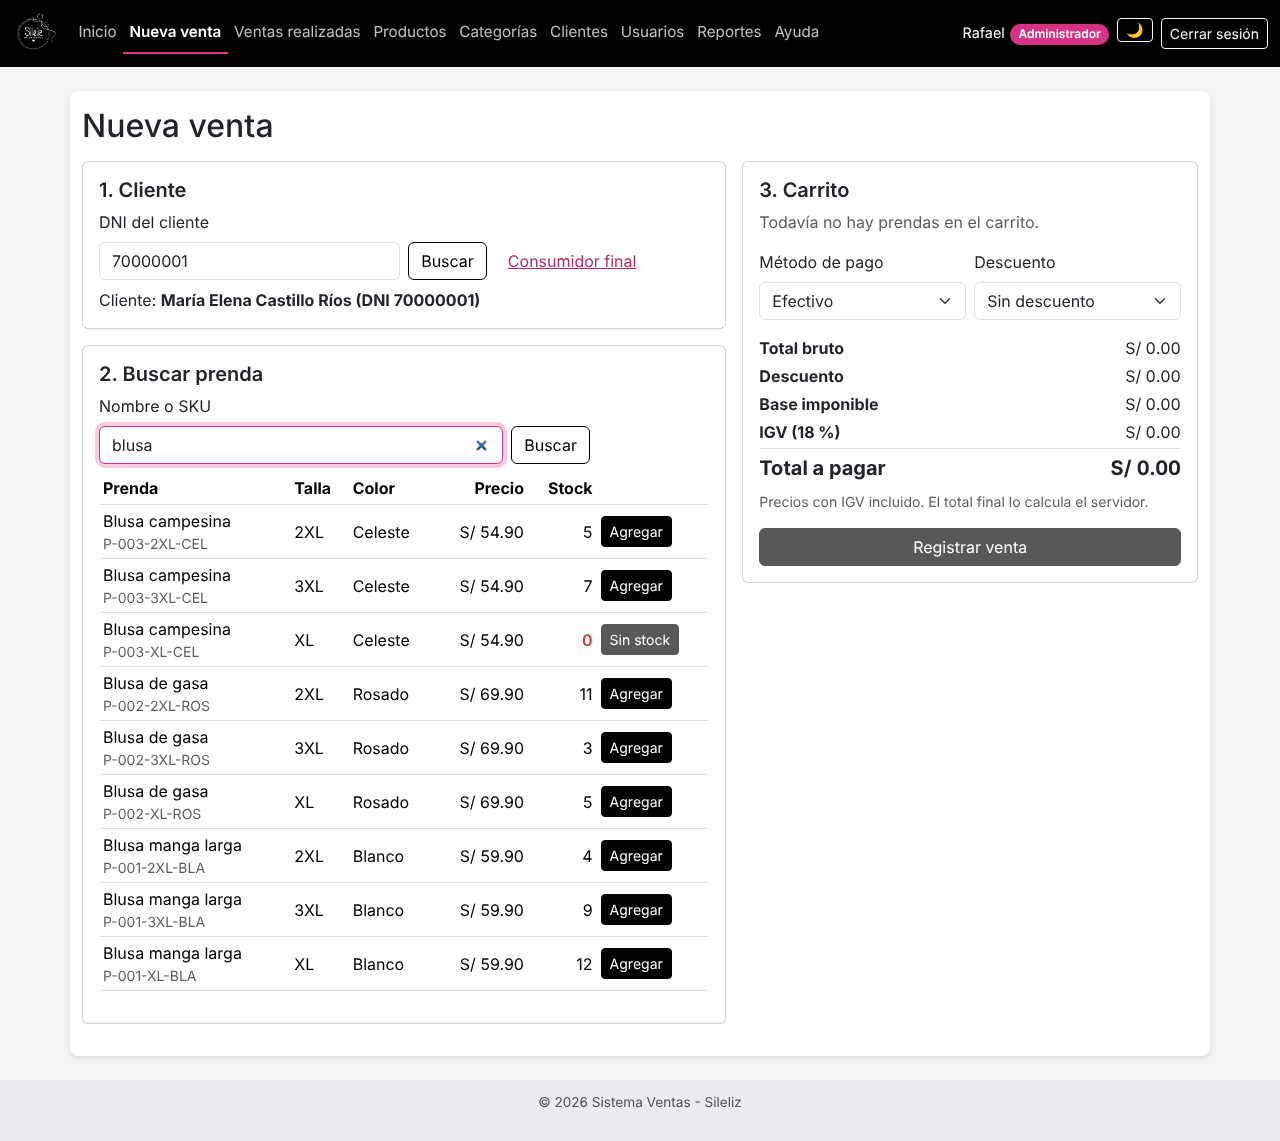 Sileliz
Inicio Nueva venta Ventas realizadas Productos Categorías Clientes Usuarios Reportes Ayuda
Rafael Administrador Cerrar sesión
Nueva venta
1. Cliente
DNI del cliente
70000001 Buscar Consumidor final
Cliente: María Elena Castillo Ríos (DNI 70000001)
2. Buscar prenda
Nombre o SKU
blusa Buscar
Prenda Talla Color Precio Stock
Blusa campesina
P-003-2XL-CEL
2XL Celeste S/ 54.90 5 Agregar
Blusa campesina
P-003-3XL-CEL
3XL Celeste S/ 54.90 7 Agregar
Blusa campesina
P-003-XL-CEL
XL Celeste S/ 54.90 0 Sin stock
Blusa de gasa
P-002-2XL-ROS
2XL Rosado S/ 69.90 11 Agregar
Blusa de gasa
P-002-3XL-ROS
3XL Rosado S/ 69.90 3 Agregar
Blusa de gasa
P-002-XL-ROS
XL Rosado S/ 69.90 5 Agregar
Blusa manga larga
P-001-2XL-BLA
2XL Blanco S/ 59.90 4 Agregar
Blusa manga larga
P-001-3XL-BLA
3XL Blanco S/ 59.90 9 Agregar
Blusa manga larga
P-001-XL-BLA
XL Blanco S/ 59.90 12 Agregar
3. Carrito
Todavía no hay prendas en el carrito.
Método de pago Descuento
Efectivo Sin descuento
Total bruto S/ 0.00
Descuento S/ 0.00
Base imponible S/ 0.00
IGV (18 %) S/ 0.00
Total a pagar S/ 0.00
Precios con IGV incluido. El total final lo calcula el servidor.
Registrar venta
© 2026 Sistema Ventas - Sileliz